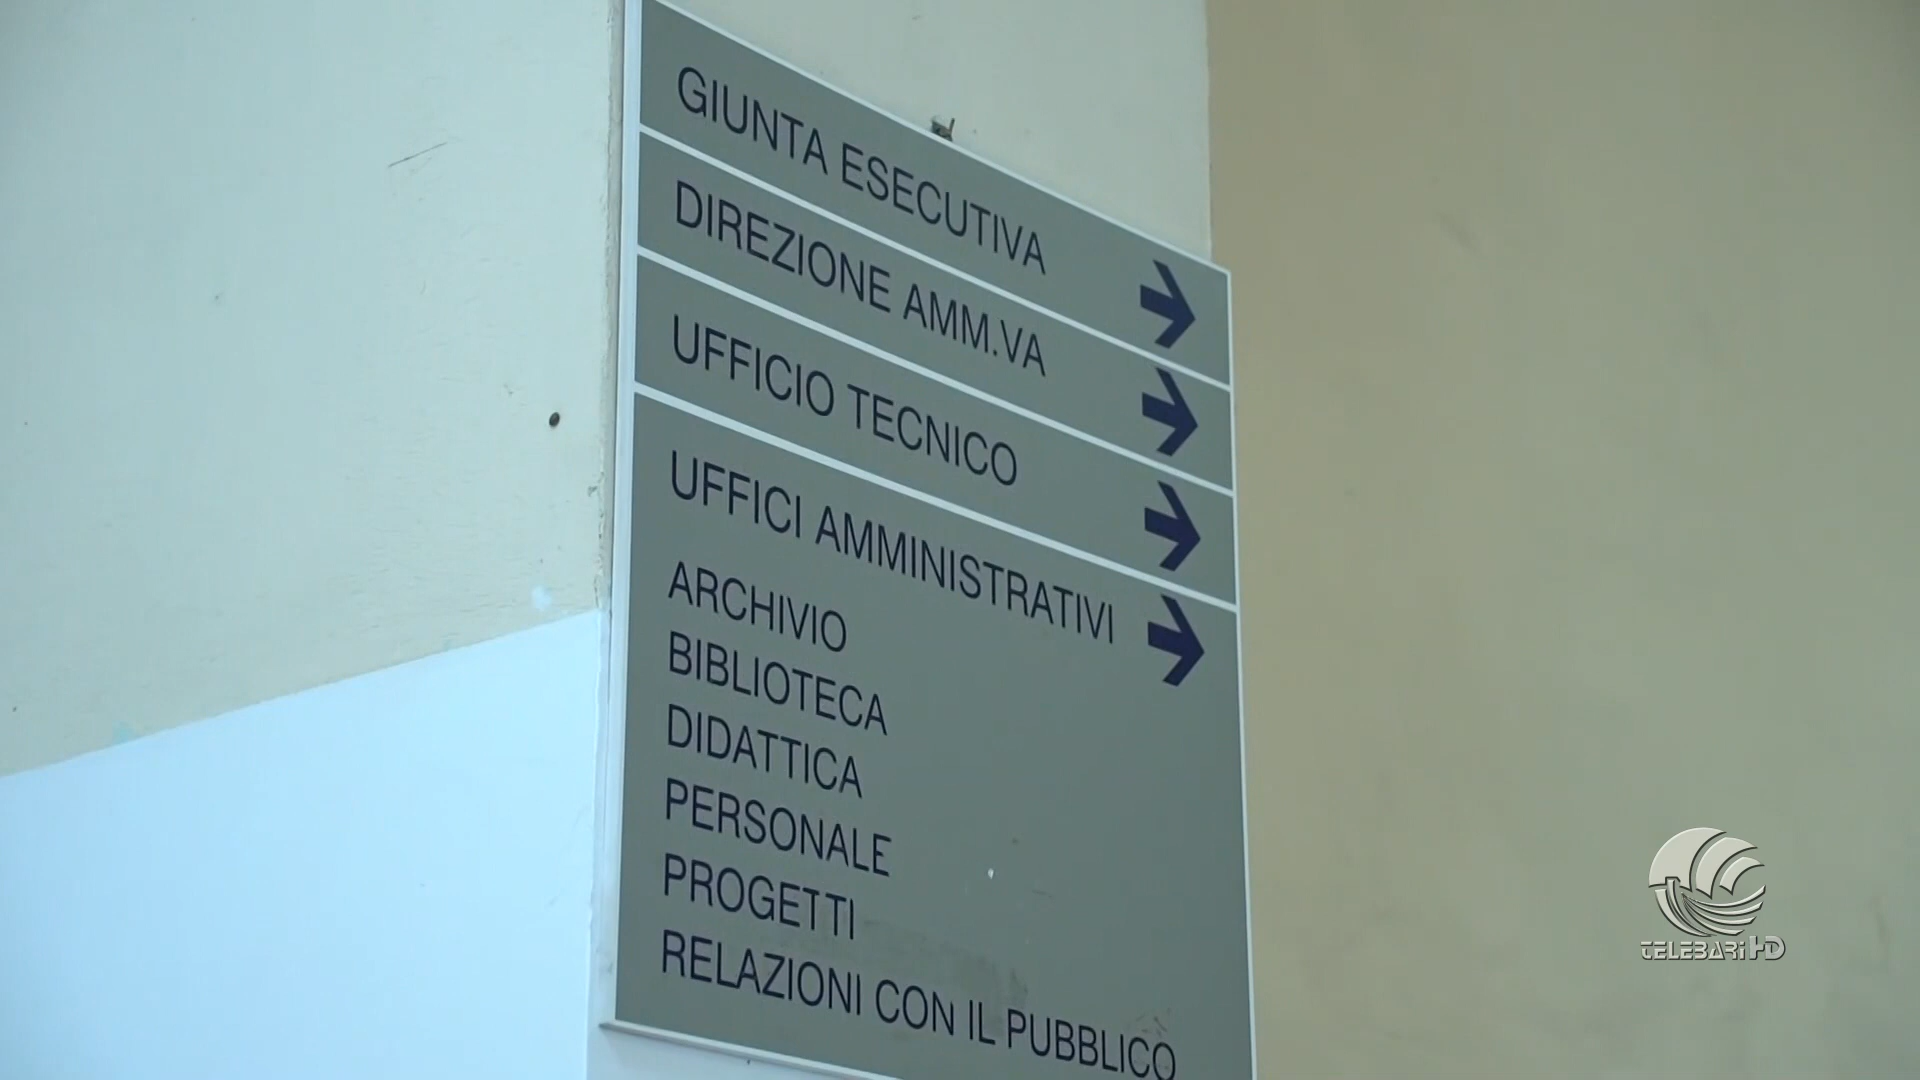 GIUNTA ESECUTIVA
DIREZIONE AMM.VA
UFFICIO TECNICO
UFFICI AMMINISTRATIVI
ARCHIVIO
BIBLIOTECA
DIDATTICA
PERSONALE
PROGETTI
RELAZIONI CON IL PUBBLICO
TELEBARI HD